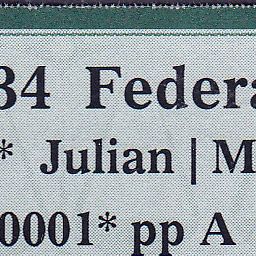 34 Federa
* Julian | M
0001* pp A